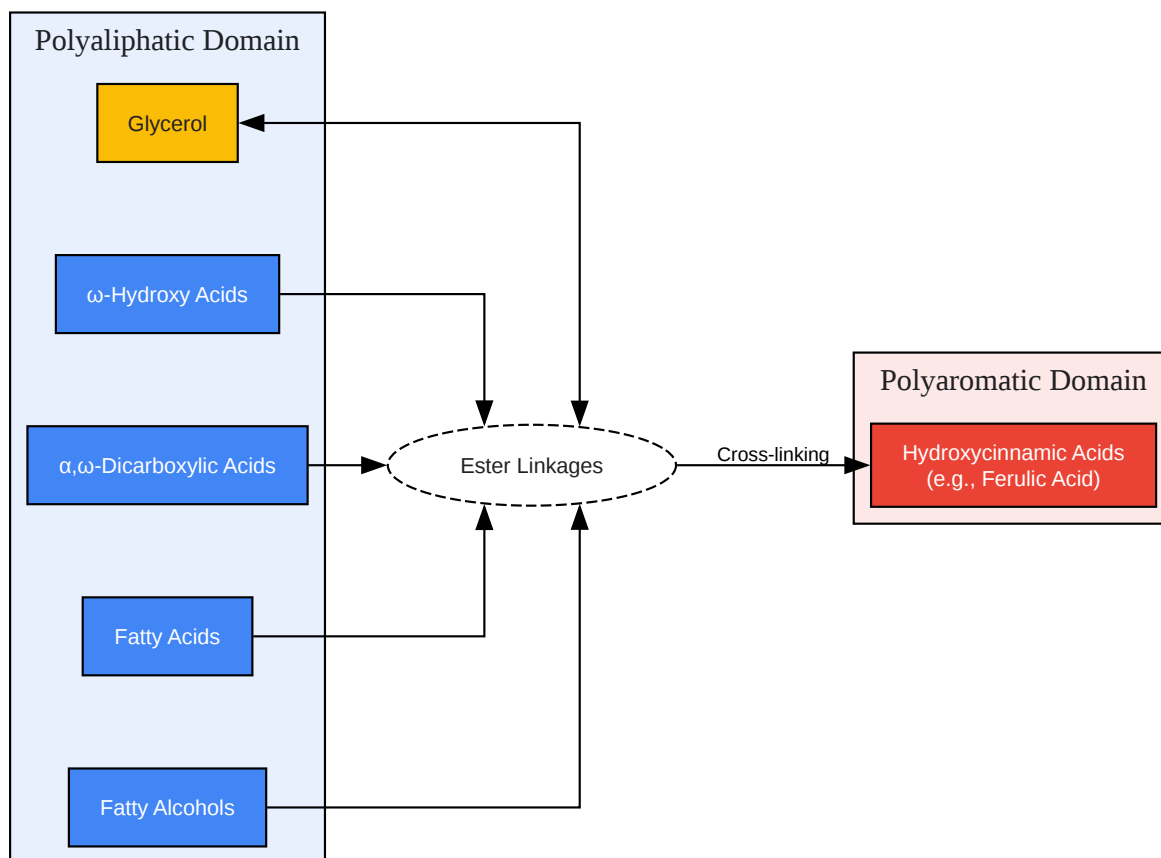 Polyaliphatic Domain
Glycerol
ω-Hydroxy Acids
α,ω-Dicarboxylic Acids
Fatty Acids
Fatty Alcohols
Ester Linkages
Cross-linking
Polyaromatic Domain
Hydroxycinnamic Acids
(e.g., Ferulic Acid)